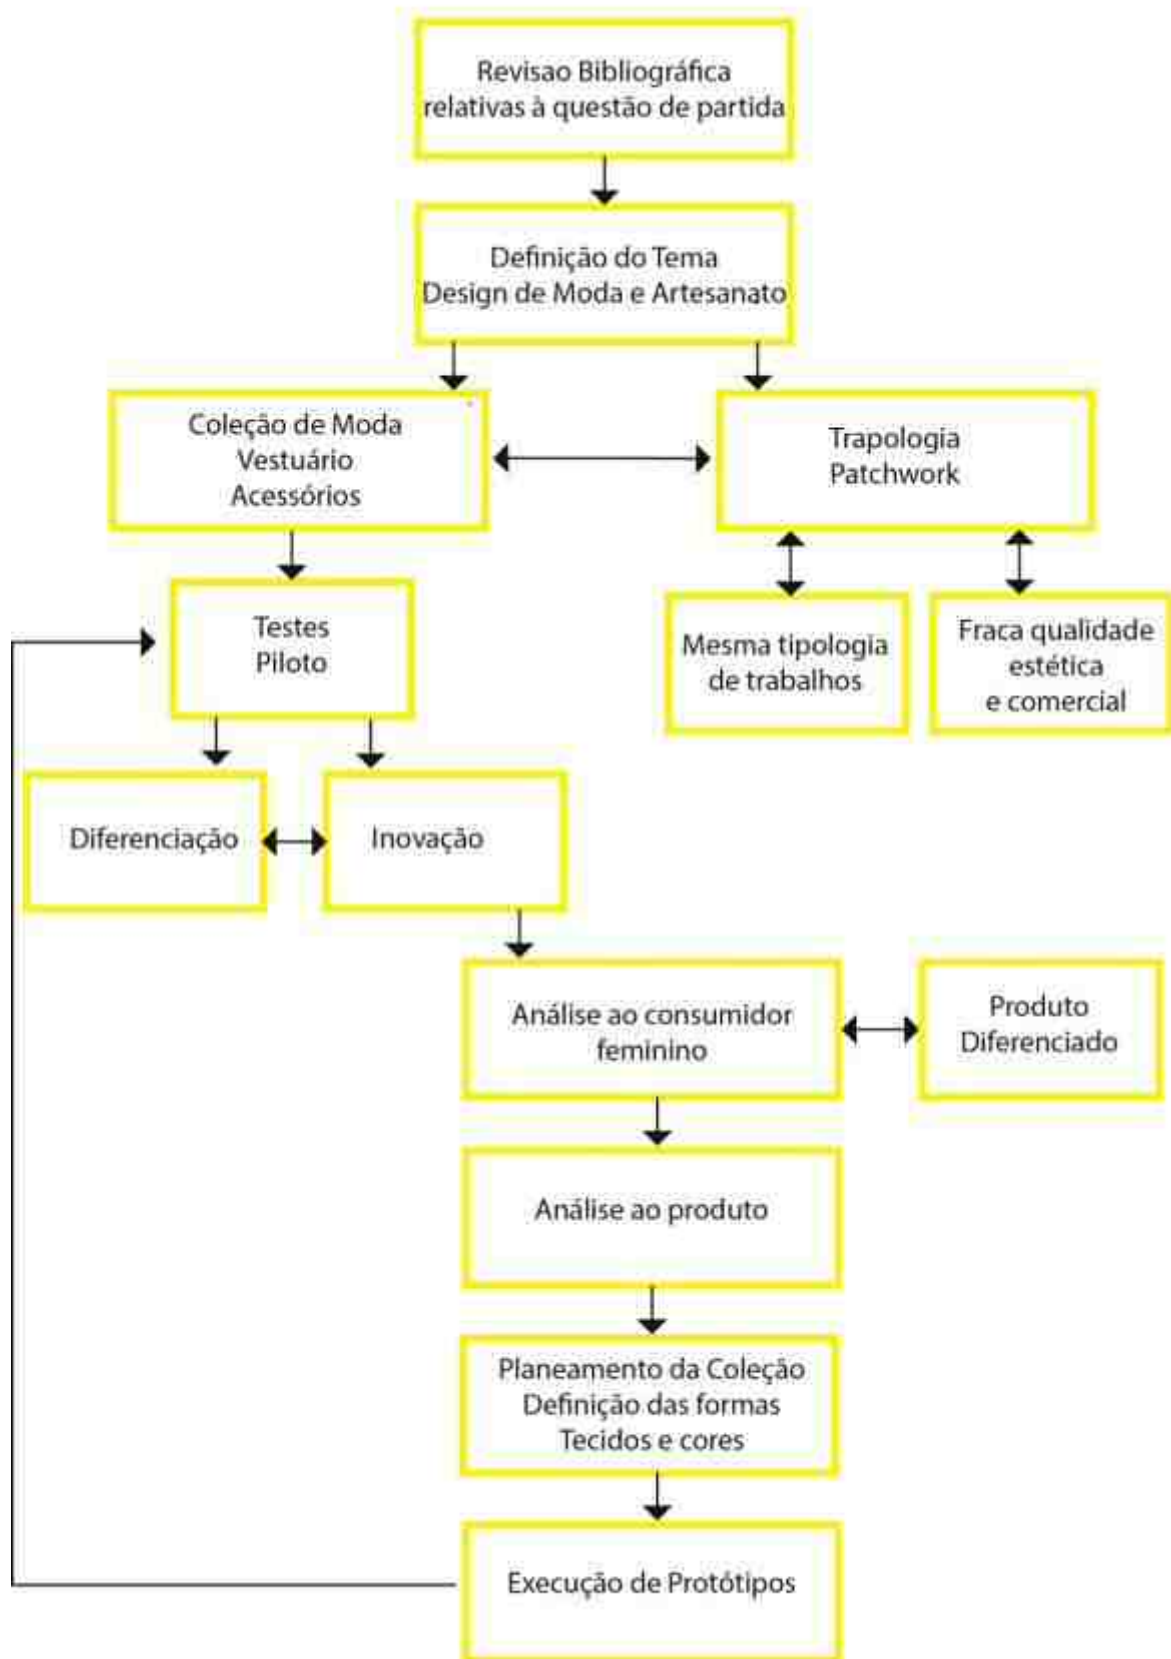 Revisao Bibliográfica
relativas à questão de partida
Definição do Tema
Design de Moda e Artesanato
Coleção de Moda
Vestuário
Acessórios
Trapologia
Patchwork
Testes
Piloto
Mesma tipologia
de trabalhos
Fraca qualidade
estética
e comercial
Diferenciação
Inovação
Análise ao consumidor
feminino
Produto
Diferenciado
Análise ao produto
Planeamento da Coleção
Definição das formas
Tecidos e cores
Execução de Protótipos